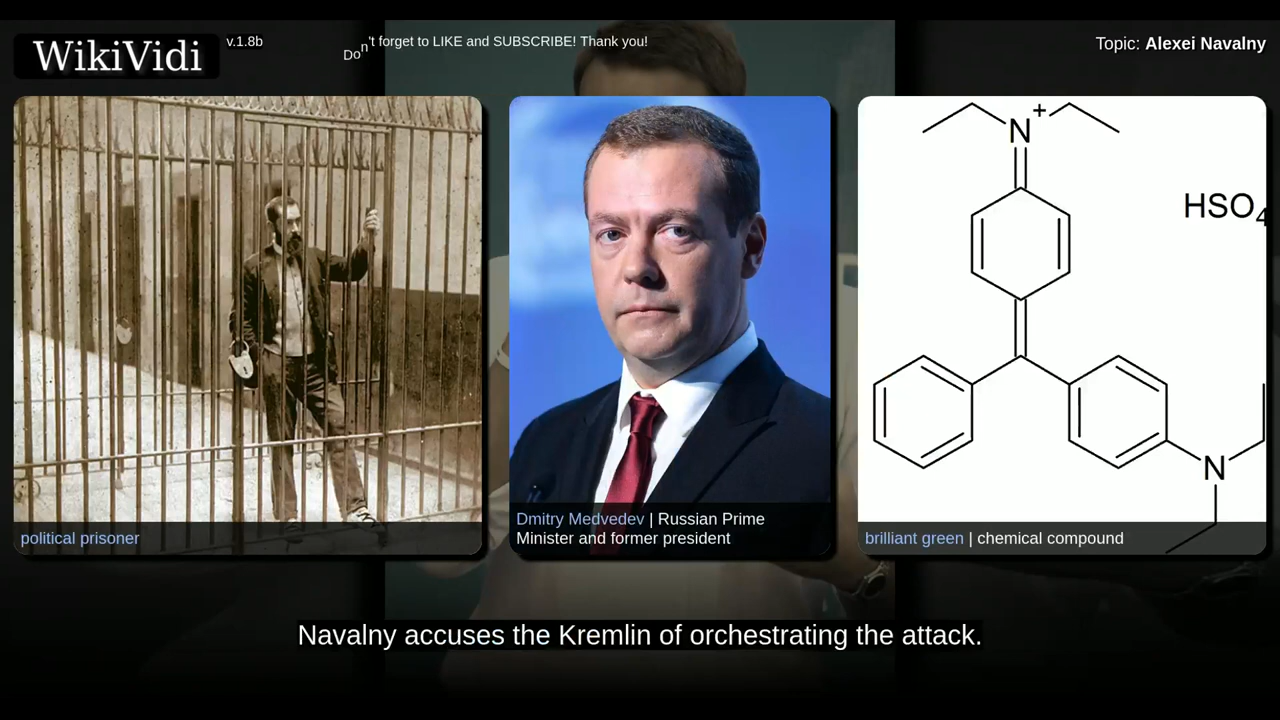 WikiVidi
v.1.8b
Don't forget to LIKE and SUBSCRIBE! Thank you!
Topic: Alexei Navalny
N+
HSO4
N
political prisoner
Dmitry Medvedev | Russian Prime
Minister and former president
brilliant green | chemical compound
Navalny accuses the Kremlin of orchestrating the attack.